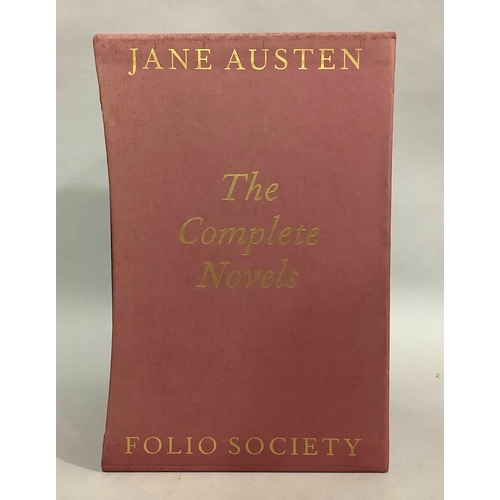 JANE AUSTEN
The
Complete
Novels
FOLIO SOCIETY